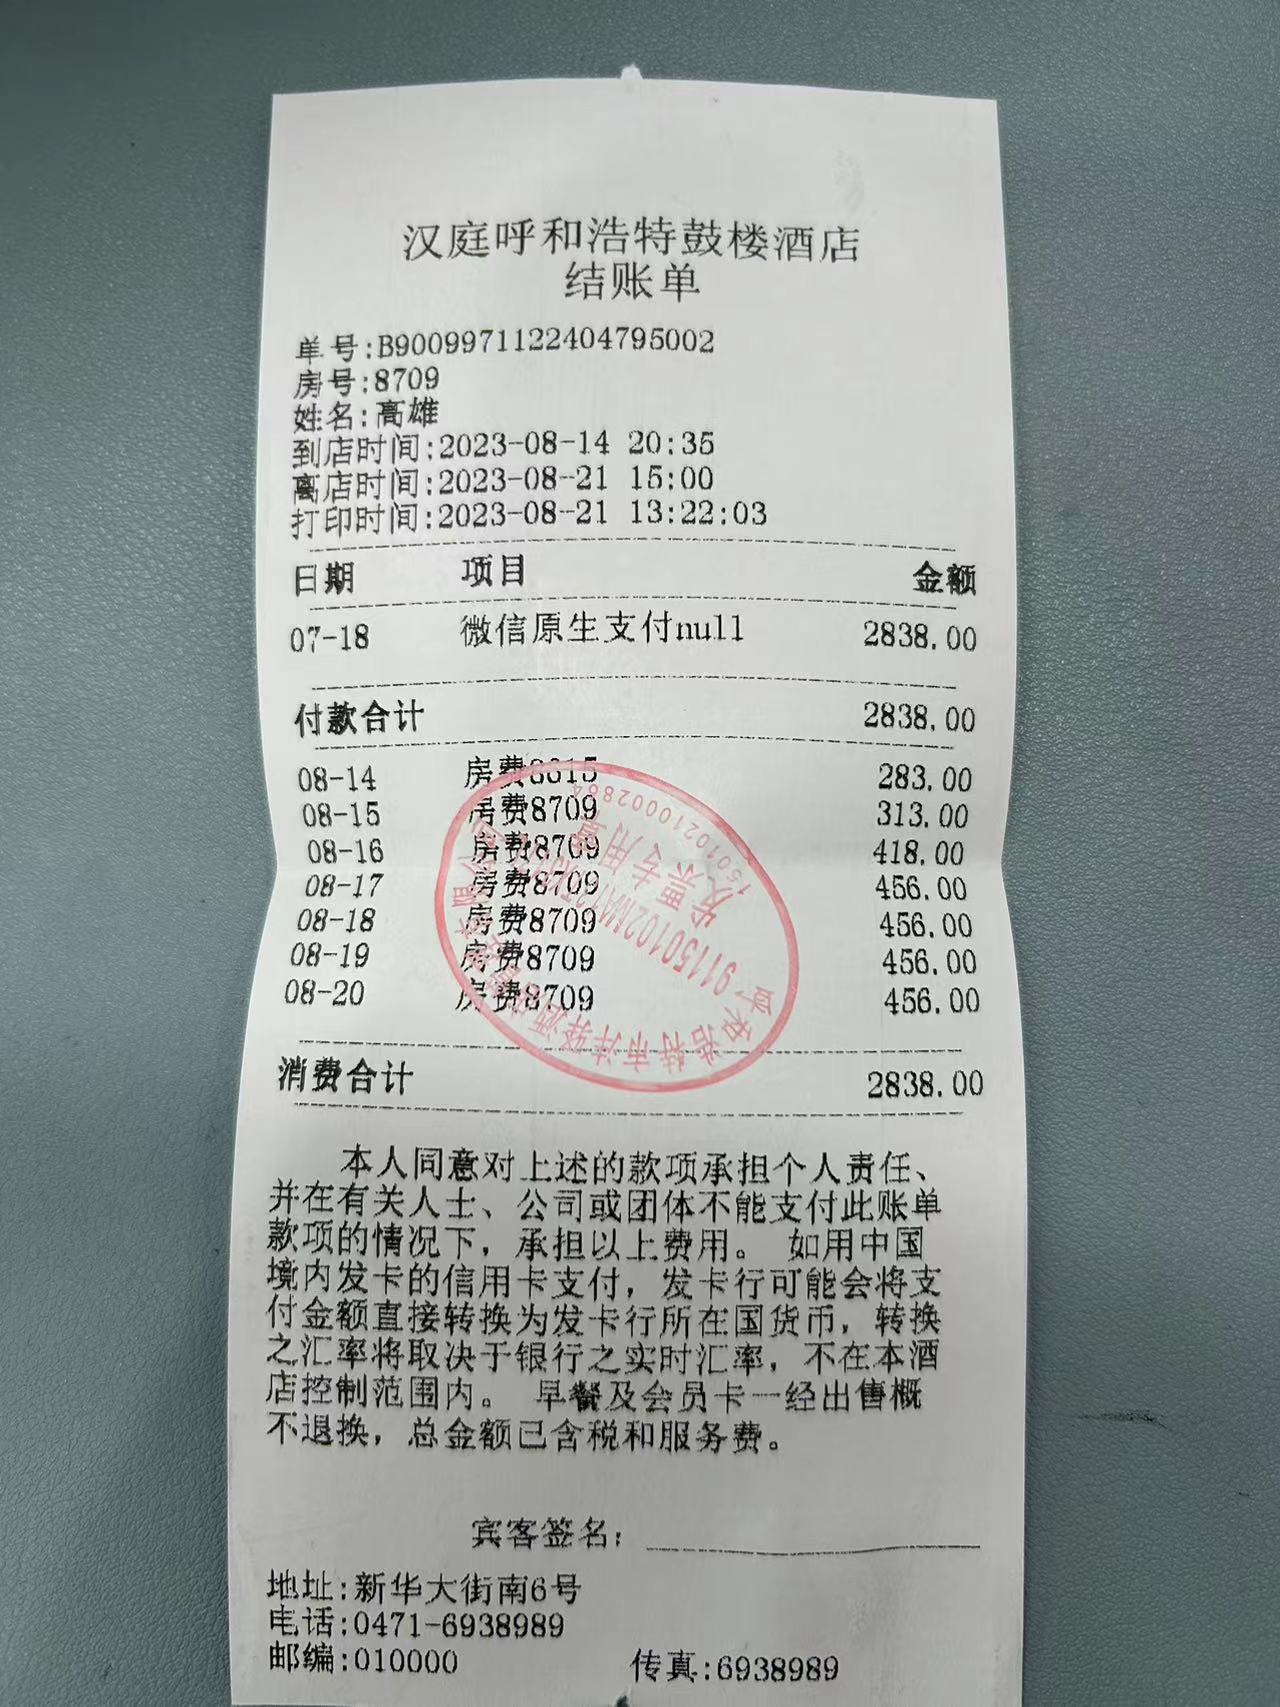 汉庭呼和浩特鼓楼酒店
结账单
单号:B9009971122404795002
房号:8709
姓名:高雄
到店时间:2023-08-14 20:35
离店时间:2023-08-21 15:00
打印时间:2023-08-21 13:22:03
日期 项目 金额
07-18 微信原生支付null 2838.00
付款合计 2838.00
08-14 房费8615 283.00
08-15 房费8709 313.00
08-16 房费8709 418.00
08-17 房费8709 456.00
08-18 房费8709 456.00
08-19 房费8709 456.00
08-20 房费8709 456.00
发票专用章
消费合计 2838.00
本人同意对上述的款项承担个人责任、
并在有关人士、公司或团体不能支付此账单
款项的情况下，承担以上费用。 如用中国
境内发卡的信用卡支付，发卡行可能会将支
付金额直接转换为发卡行所在国货币，转换
之汇率将取决于银行之实时汇率，不在本酒
店控制范围内。 早餐及会员卡一经出售概
不退换，总金额已含税和服务费。
宾客签名：
地址:新华大街南6号
电话:0471-6938989
邮编:010000 传真:6938989